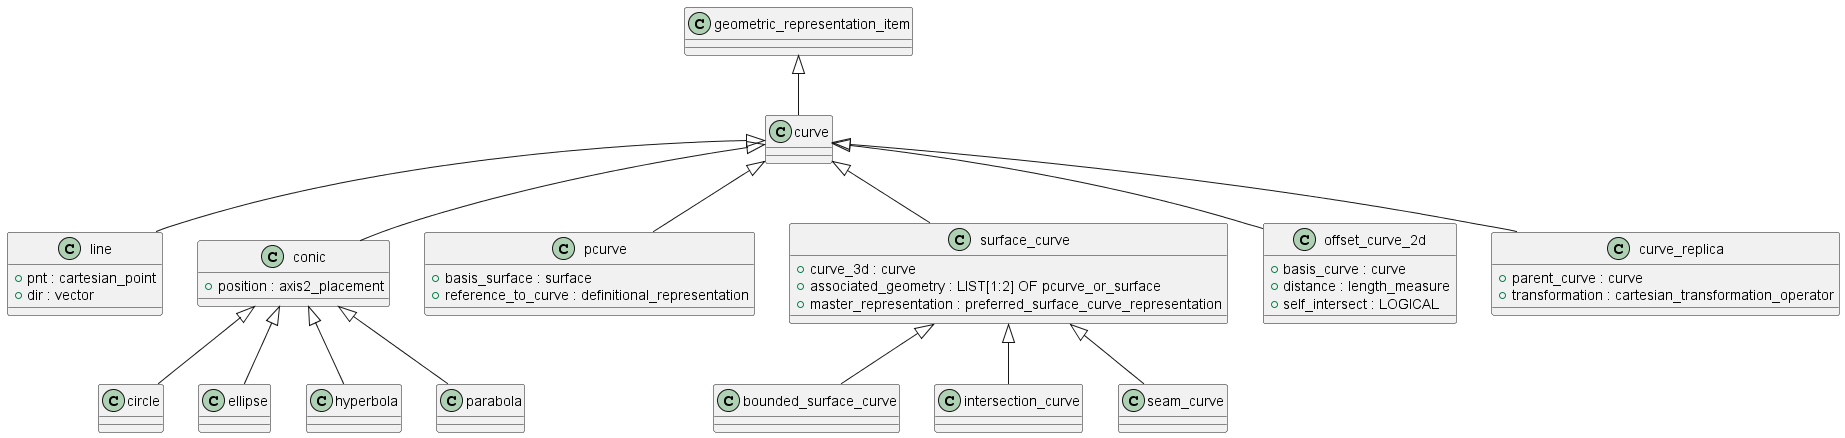 C geometric_representation_item
C curve
C line
pnt : cartesian_point
dir : vector
C conic
position : axis2_placement
C pcurve
basis_surface : surface
reference_to_curve : definitional_representation
C surface_curve
curve_3d : curve
associated_geometry : LIST[1:2] OF pcurve_or_surface
master_representation : preferred_surface_curve_representation
C offset_curve_2d
basis_curve : curve
distance : length_measure
self_intersect : LOGICAL
C curve_replica
parent_curve : curve
transformation : cartesian_transformation_operator
C circle
C ellipse
C hyperbola
C parabola
C bounded_surface_curve
C intersection_curve
C seam_curve